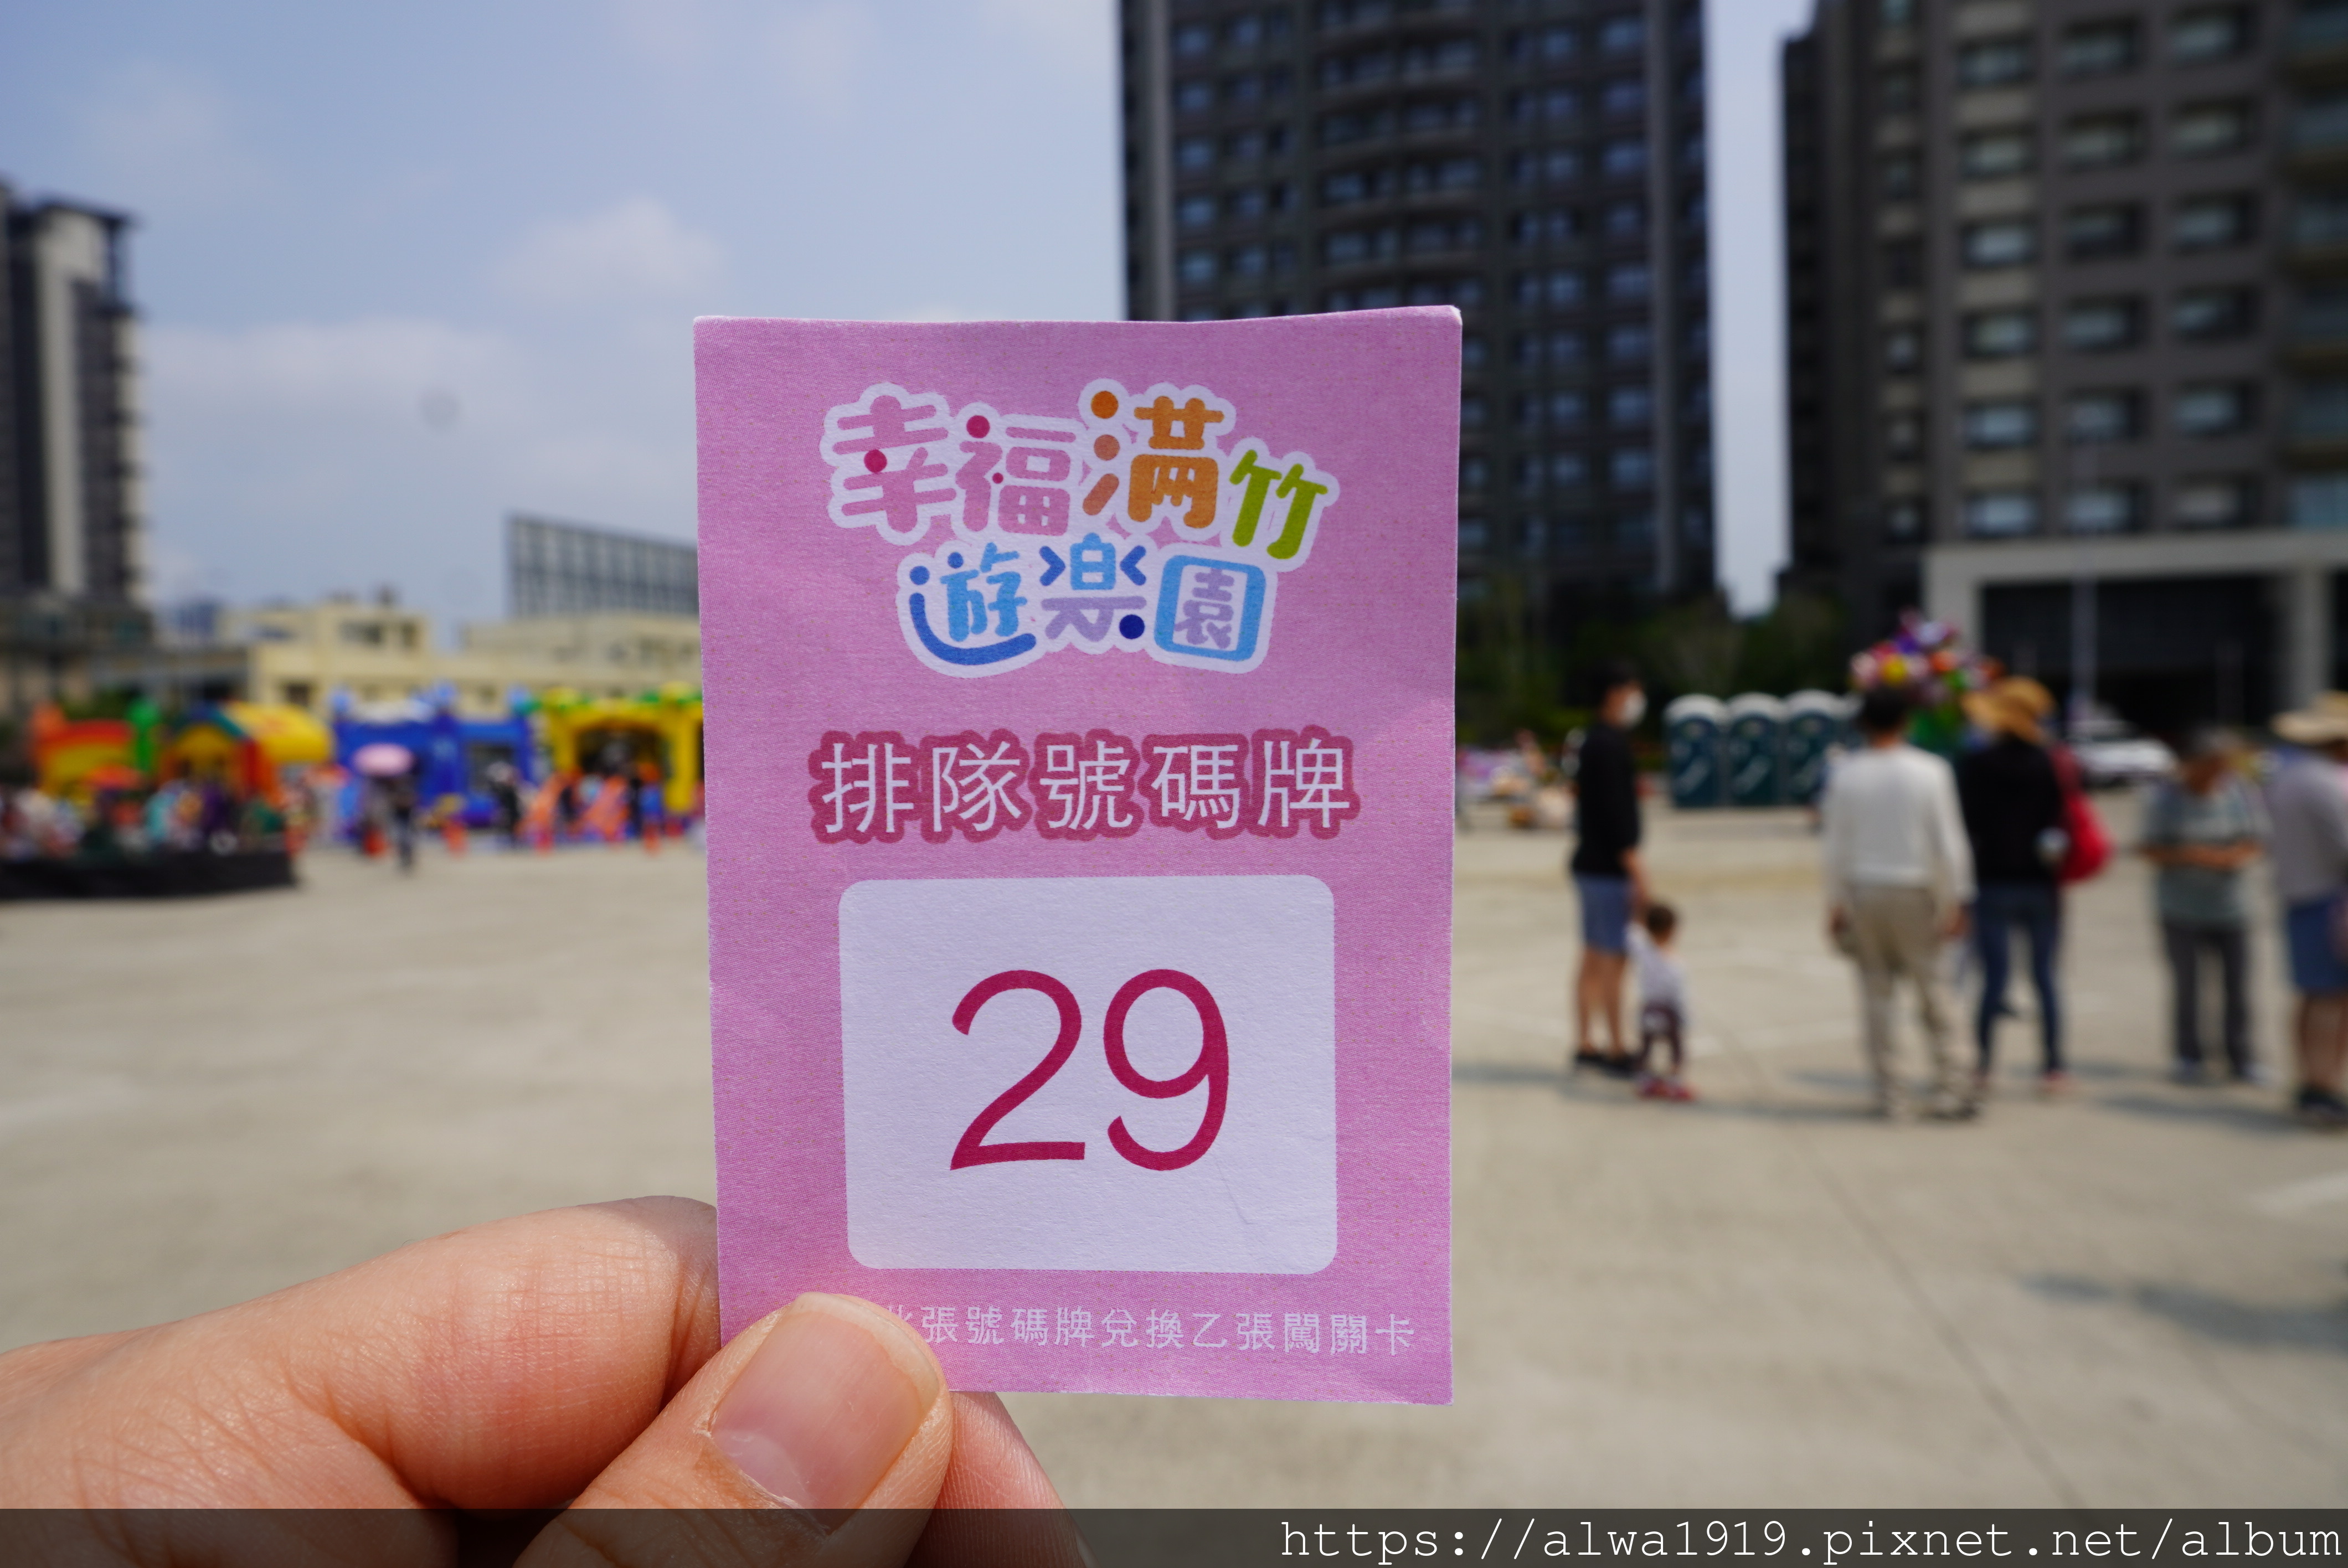 幸福滿竹
遊樂園
排隊號碼牌
29
此張號碼牌兌換乙張闖關卡
https://alwa1919.pixnet.net/album